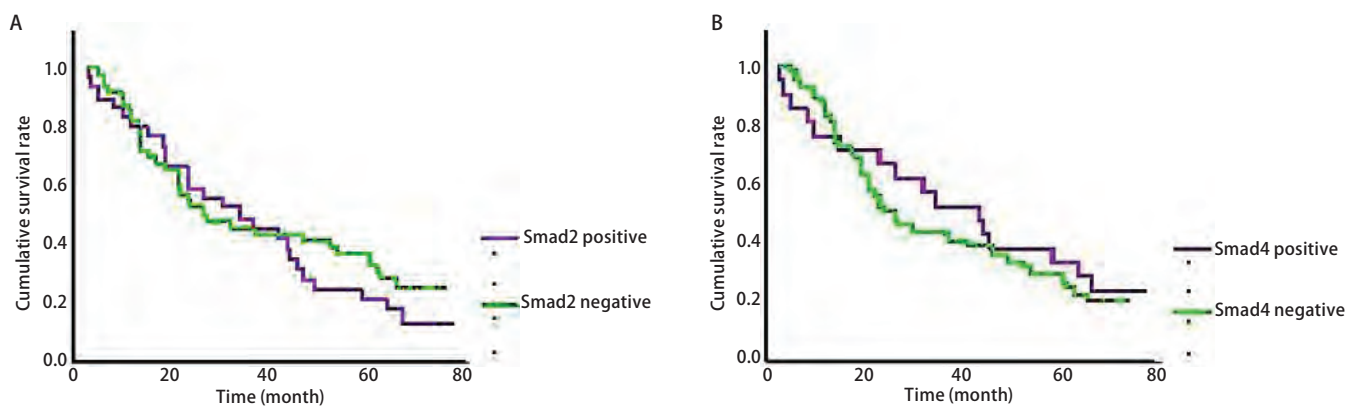 A
Cumulative survival rate
1.0
0.8
0.6
0.4
0.2
0.0
0
20
40
60
80
Time (month)
Smad2 positive
Smad2 negative
B
Cumulative survival rate
1.0
0.8
0.6
0.4
0.2
0.0
0
20
40
60
80
Time (month)
Smad4 positive
Smad4 negative